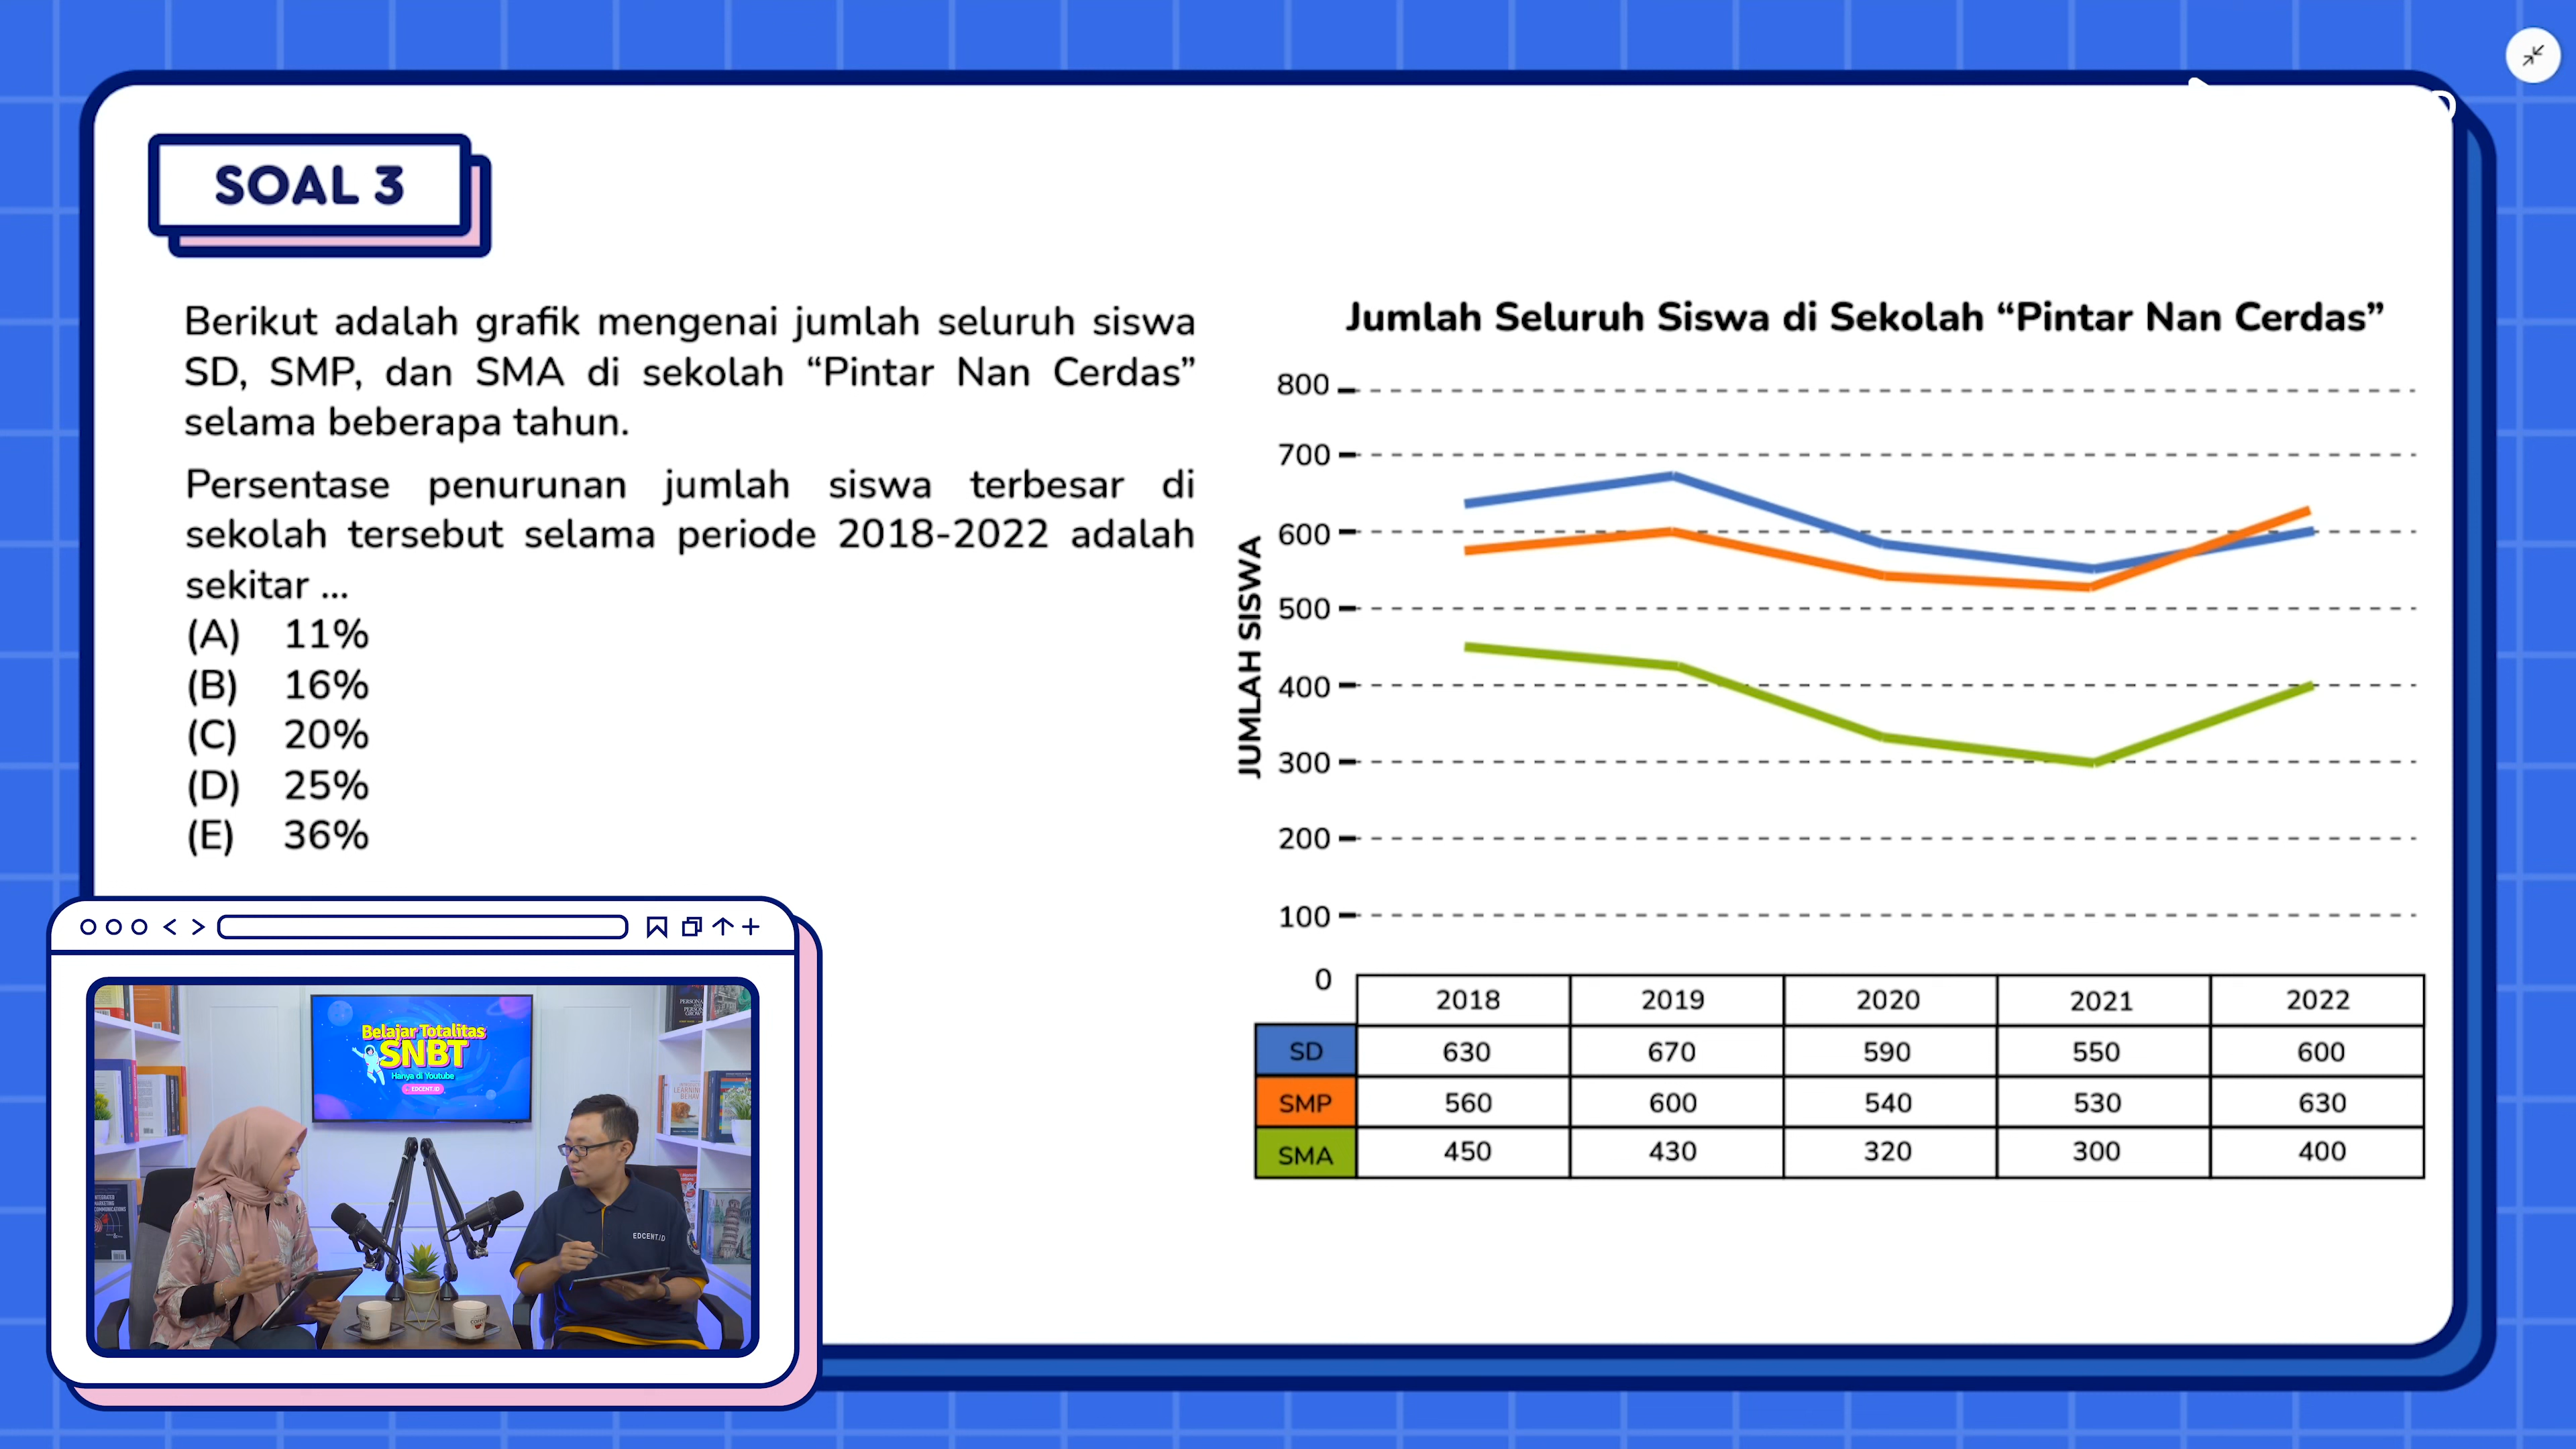 SOAL 3
Berikut adalah grafik mengenai jumlah seluruh siswa
SD, SMP, dan SMA di sekolah “Pintar Nan Cerdas”
selama beberapa tahun.
Persentase penurunan jumlah siswa terbesar di
sekolah tersebut selama periode 2018-2022 adalah
sekitar ...
(A) 11%
(B) 16%
(C) 20%
(D) 25%
(E) 36%
Jumlah Seluruh Siswa di Sekolah “Pintar Nan Cerdas”
JUMLAH SISWA
800
700
600
500
400
300
200
100
0
2018 2019 2020 2021 2022
SD 630 670 590 550 600
SMP 560 600 540 530 630
SMA 450 430 320 300 400
Belajar Totalitas
SNBT
Hanya di Youtube
EDCENT.ID
EDCENT.ID